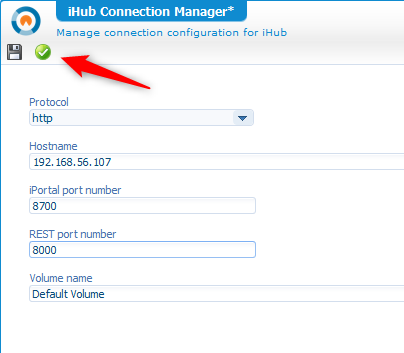 iHub Connection Manager*
Manage connection configuration for iHub
Protocol
http
Hostname
192.168.56.107
iPortal port number
8700
REST port number
8000
Volume name
Default Volume